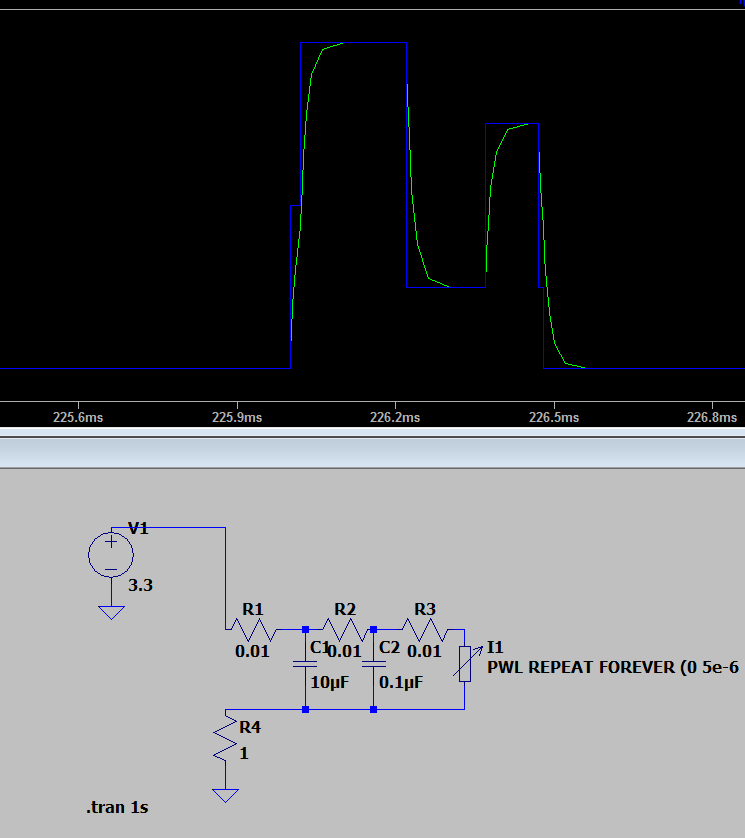 225.6ms 225.9ms 226.2ms 226.5ms 226.8ms
V1
3.3
R1 R2 R3
0.01 C1 0.01 C2 0.01 I1
10µF 0.1µF PWL REPEAT FOREVER (0 5e-6
R4
1
.tran 1s